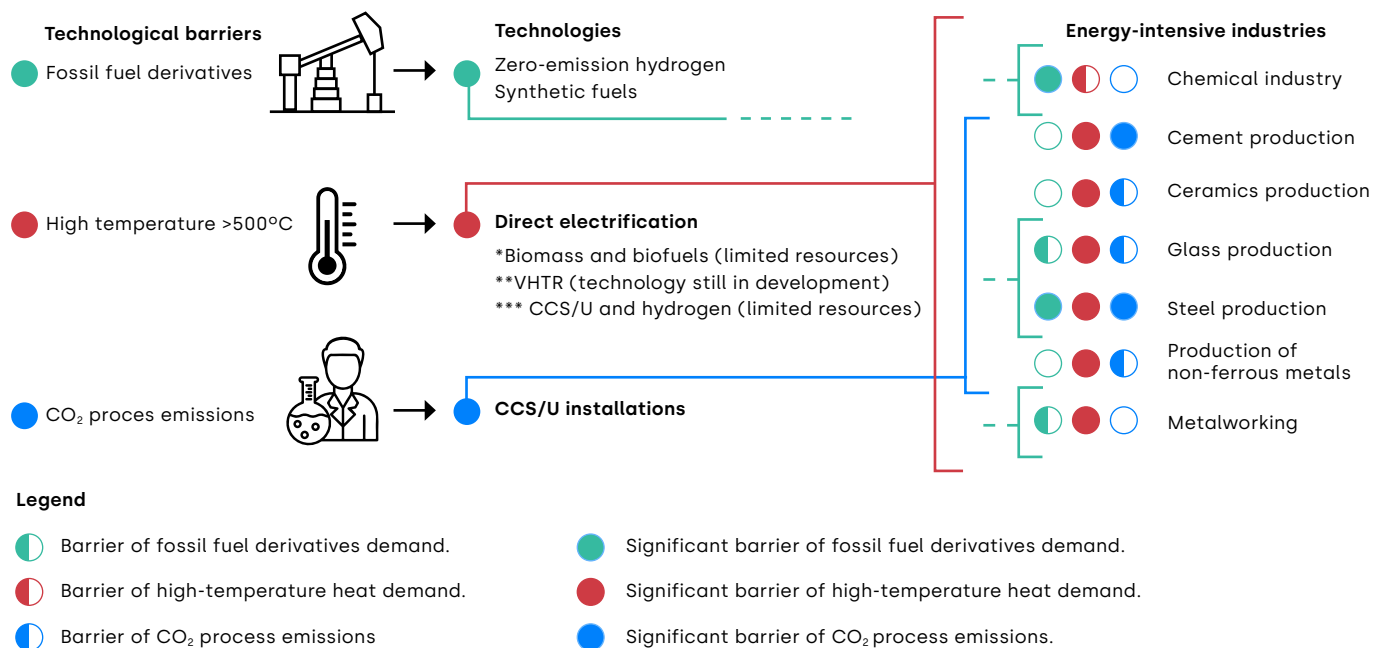 Technological barriers
Fossil fuel derivatives
High temperature >500°C
CO₂ proces emissions
Technologies
Zero-emission hydrogen
Synthetic fuels
Direct electrification
*Biomass and biofuels (limited resources)
**VHTR (technology still in development)
*** CCS/U and hydrogen (limited resources)
CCS/U installations
Energy-intensive industries
Chemical industry
Cement production
Ceramics production
Glass production
Steel production
Production of
non-ferrous metals
Metalworking
Legend
Barrier of fossil fuel derivatives demand.
Barrier of high-temperature heat demand.
Barrier of CO₂ process emissions
Significant barrier of fossil fuel derivatives demand.
Significant barrier of high-temperature heat demand.
Significant barrier of CO₂ process emissions.